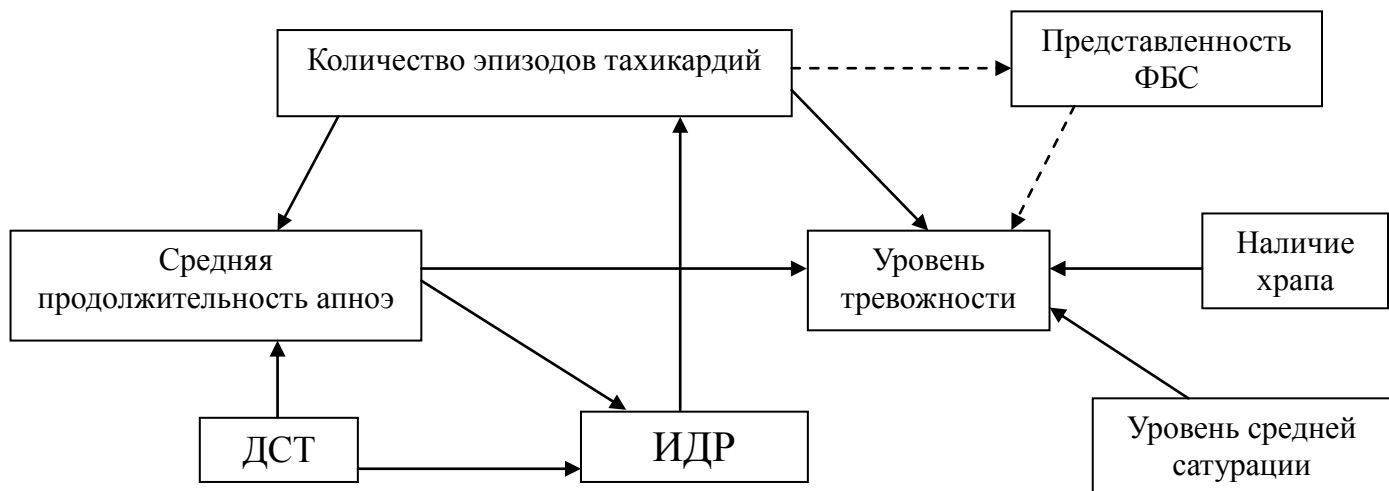 Количество эпизодов тахикардий
Представленность
ФБС
Средняя
продолжительность апноэ
Уровень
тревожности
Наличие
храпа
ДСТ
ИДР
Уровень средней
сатурации